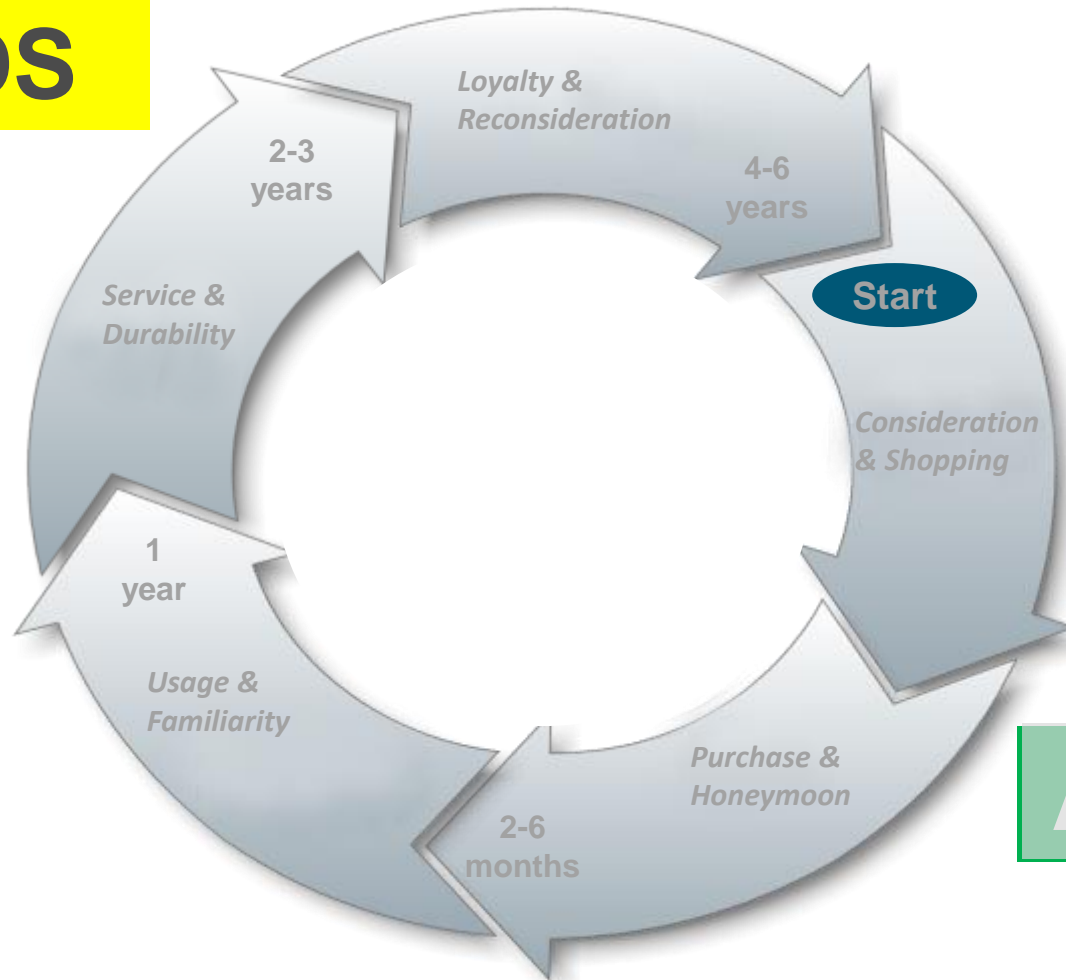 Loyalty &
Reconsideration
4-6
years
Start
Consideration
& Shopping
Purchase &
Honeymoon
2-6
months
Usage &
Familiarity
1
year
Service &
Durability
2-3
years